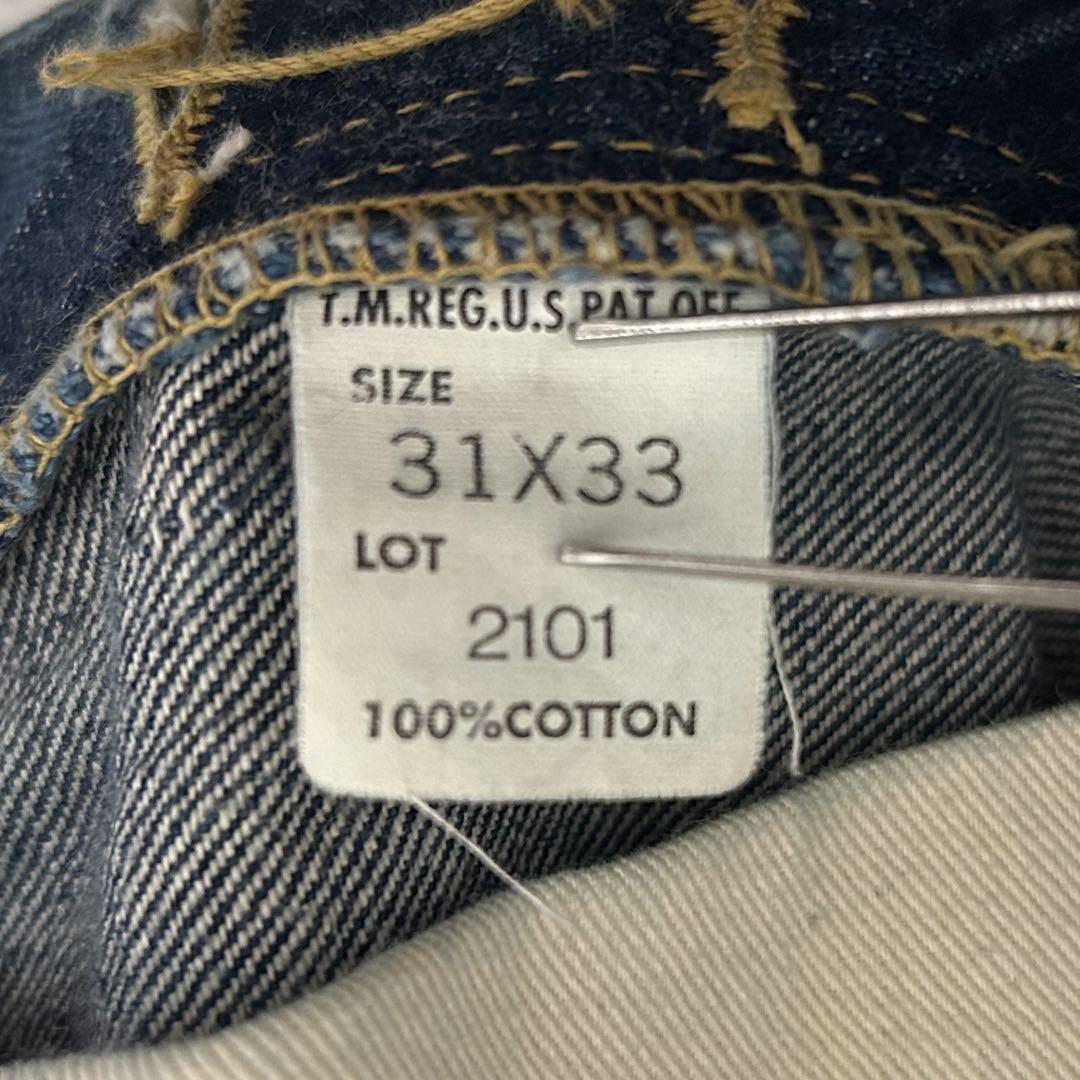 T.M.REG.U.S.PAT.OFF
SIZE
31X33
LOT
2101
100%COTTON